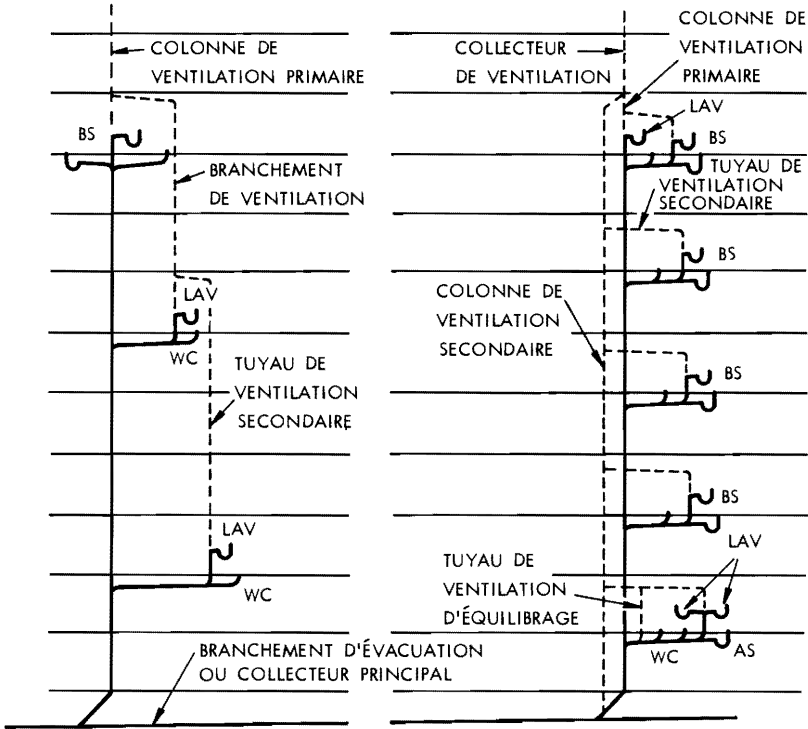 COLONNE DE
VENTILATION PRIMAIRE
BS
BRANCHEMENT
DE VENTILATION
LAV
WC
TUYAU DE
VENTILATION
SECONDAIRE
LAV
WC
BRANCHEMENT D'ÉVACUATION
OU COLLECTEUR PRINCIPAL
COLLECTEUR
DE VENTILATION
COLONNE DE
VENTILATION
PRIMAIRE
LAV
BS
TUYAU DE
VENTILATION
SECONDAIRE
BS
COLONNE DE
VENTILATION
SECONDAIRE
BS
BS
LAV
TUYAU DE
VENTILATION
D'ÉQUILIBRAGE
WC
AS